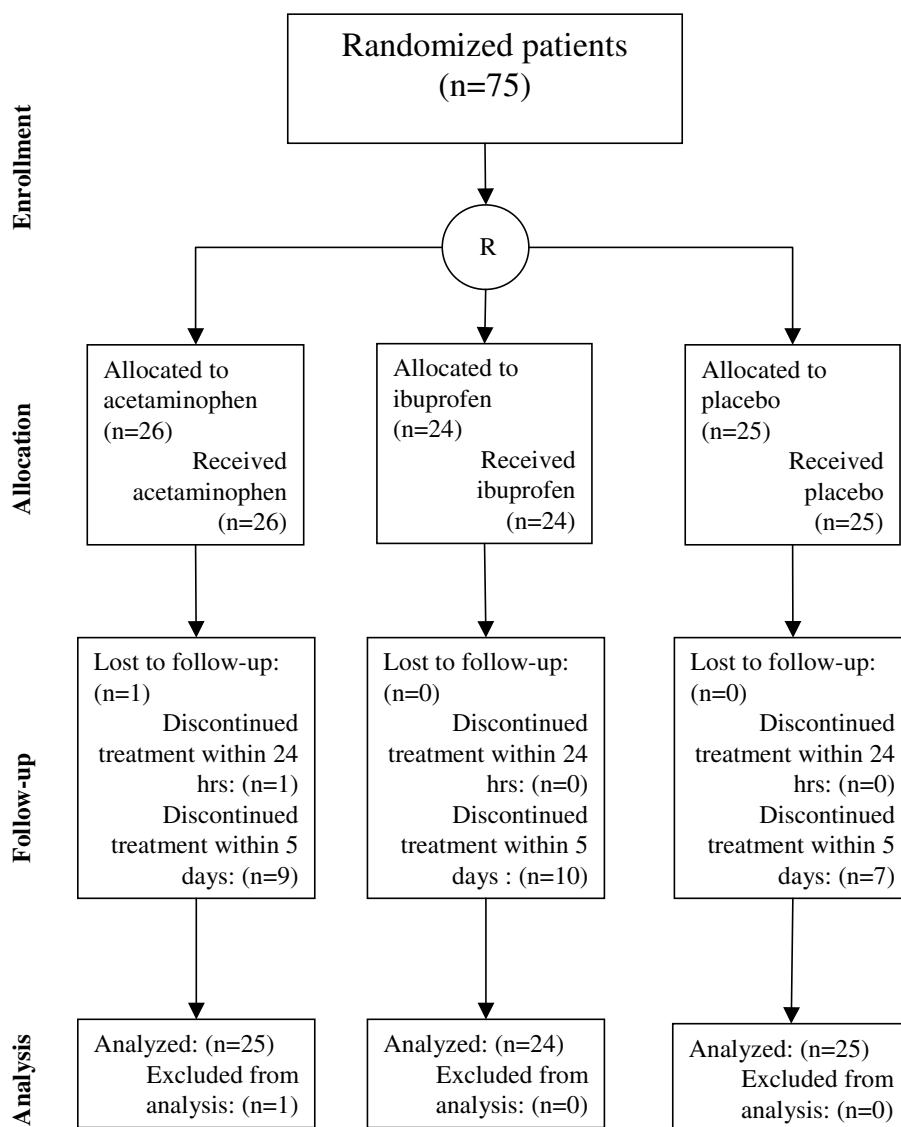 Randomized patients
(n=75)
Enrollment
R
Allocation
Allocated to
acetaminophen
(n=26)
Received
acetaminophen
(n=26)
Allocated to
ibuprofen
(n=24)
Received
ibuprofen
(n=24)
Allocated to
placebo
(n=25)
Received
placebo
(n=25)
Follow-up
Lost to follow-up:
(n=1)
Discontinued
treatment within 24
hrs: (n=1)
Discontinued
treatment within 5
days: (n=9)
Lost to follow-up:
(n=0)
Discontinued
treatment within 24
hrs: (n=0)
Discontinued
treatment within 5
days : (n=10)
Lost to follow-up:
(n=0)
Discontinued
treatment within 24
hrs: (n=0)
Discontinued
treatment within 5
days: (n=7)
Analysis
Analyzed: (n=25)
Excluded from
analysis: (n=1)
Analyzed: (n=24)
Excluded from
analysis: (n=0)
Analyzed: (n=25)
Excluded from
analysis: (n=0)